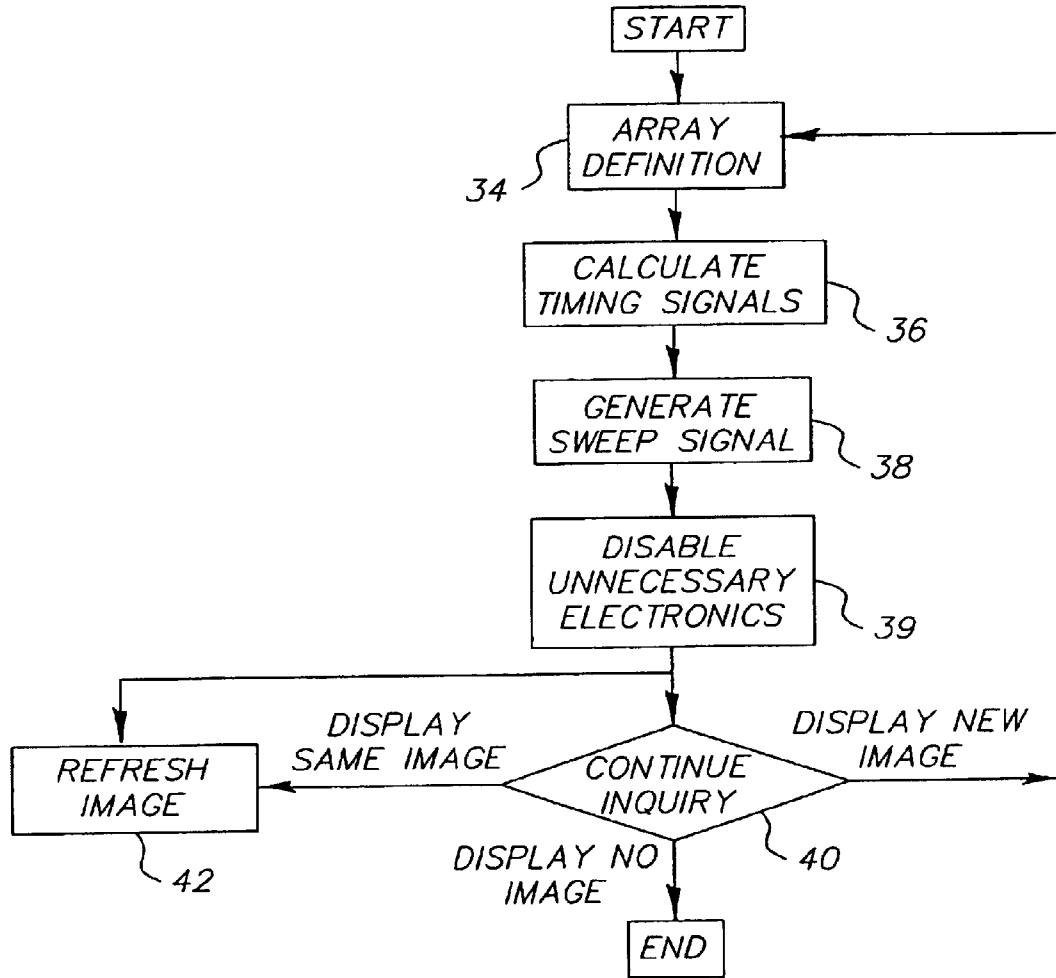 START
ARRAY
DEFINITION
34
CALCULATE
TIMING SIGNALS
36
GENERATE
SWEEP SIGNAL
38
DISABLE
UNNECESSARY
ELECTRONICS
39
DISPLAY
SAME IMAGE
DISPLAY NEW
IMAGE
REFRESH
IMAGE
42
CONTINUE
INQUIRY
40
DISPLAY NO
IMAGE
END